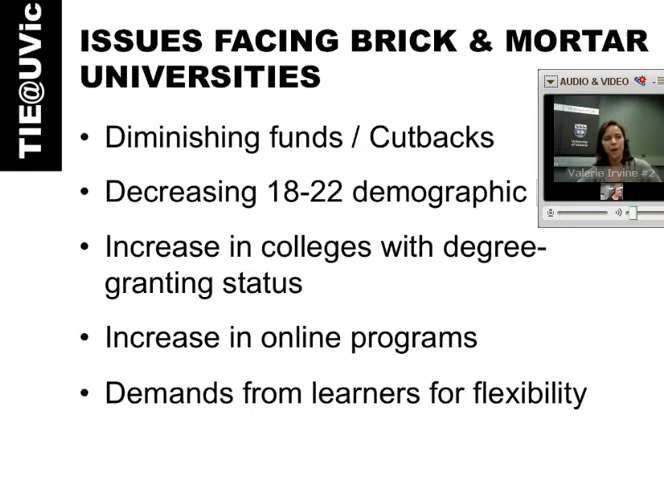 TIE@UVic
ISSUES FACING BRICK & MORTAR
UNIVERSITIES
AUDIO & VIDEO
Valerie Irvine #2
• Diminishing funds / Cutbacks
• Decreasing 18-22 demographic
• Increase in colleges with degree-
granting status
• Increase in online programs
• Demands from learners for flexibility